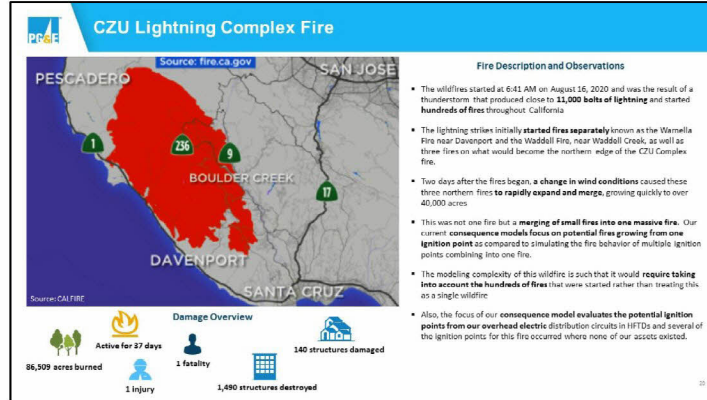 PG&E
CZU Lightning Complex Fire
Source: fire.ca.gov
PESCADERO
SAN JOSE
1
236
9
BOULDER CREEK
17
DAVENPORT
SANTA CRUZ
Source: CALFIRE
Damage Overview
86,509 acres burned
Active for 37 days
1 injury
1 fatality
1,490 structures destroyed
140 structures damaged
Fire Description and Observations
▪ The wildfires started at 6:41 AM on August 16, 2020 and was the result of a
thunderstorm that produced close to 11,000 bolts of lightning and started
hundreds of fires throughout California
▪ The lightning strikes initially started fires separately known as the Warnella
Fire near Davenport and the Waddell Fire, near Waddell Creek, as well as
three fires on what would become the northern edge of the CZU Complex
fire.
▪ Two days after the fires began, a change in wind conditions caused these
three northern fires to rapidly expand and merge, growing quickly to over
40,000 acres
▪ This was not one fire but a merging of small fires into one massive fire. Our
current consequence models focus on potential fires growing from one
ignition point as compared to simulating the fire behavior of multiple ignition
points combining into one fire.
▪ The modeling complexity of this wildfire is such that it would require taking
into account the hundreds of fires that were started rather than treating this
as a single wildfire
▪ Also, the focus of our consequence model evaluates the potential ignition
points from our overhead electric distribution circuits in HFTDs and several of
the ignition points for this fire occurred where none of our assets existed.